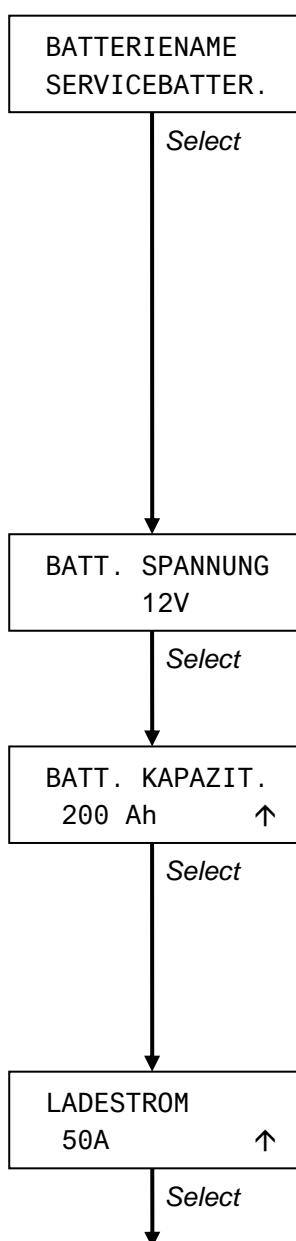 BATTERIENAME
SERVICEBATTER.
Select
BATT. SPANNUNG
12V
Select
BATT. KAPAZIT.
200 Ah ↑
Select
LADESTROM
50A ↑
Select